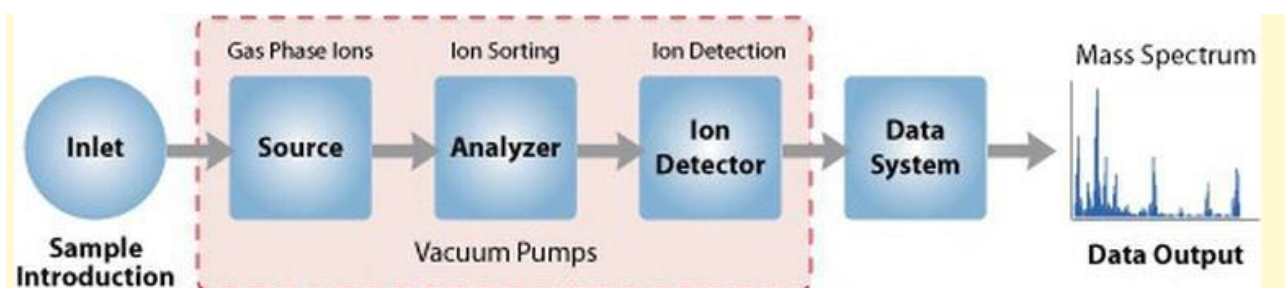 Gas Phase Ions
Ion Sorting
Ion Detection
Mass Spectrum
Inlet
Source
Analyzer
Ion
Detector
Data
System
Sample
Introduction
Vacuum Pumps
Data Output